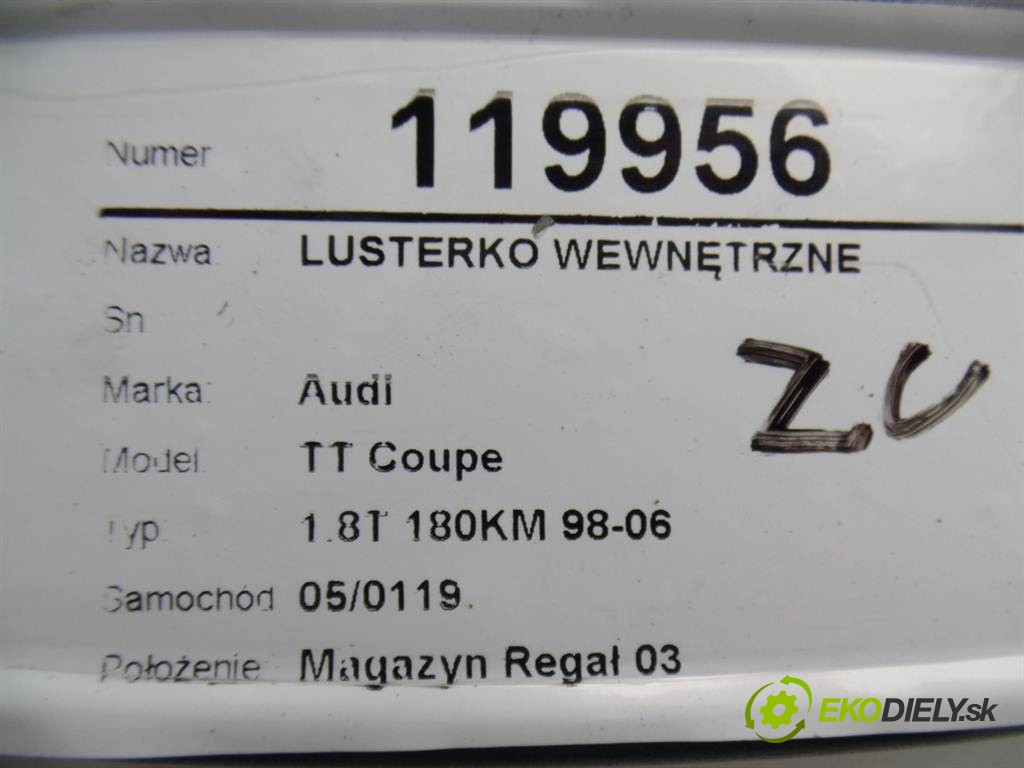 Numer 119956
Nazwa LUSTERKO WEWNĘTRZNE
Sn
Marka: Audi
Model TT Coupe
Typ 1.8T 180KM 98-06
Z.U
Samochód 05/0119
Położenie Magazyn Regał 03
EKODIELY.sk